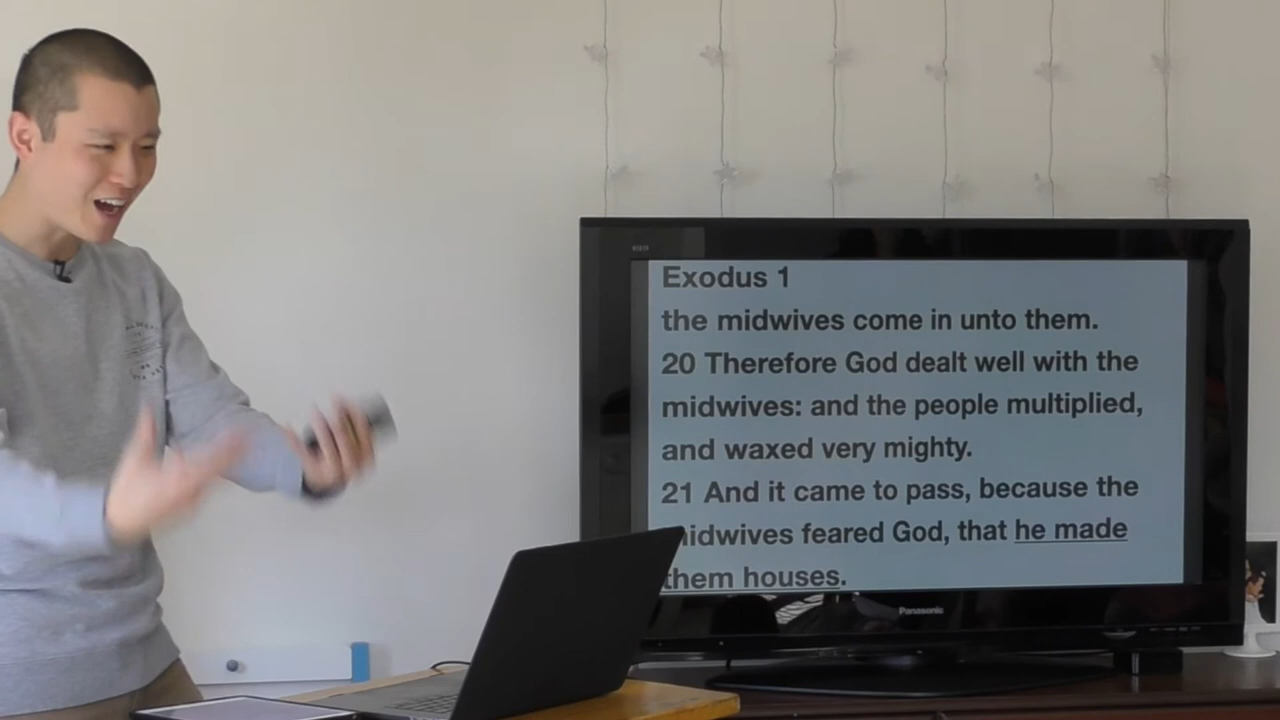 Exodus 1
the midwives come in unto them.
20 Therefore God dealt well with the
midwives: and the people multiplied,
and waxed very mighty.
21 And it came to pass, because the
midwives feared God, that he made
them houses.
Panasonic